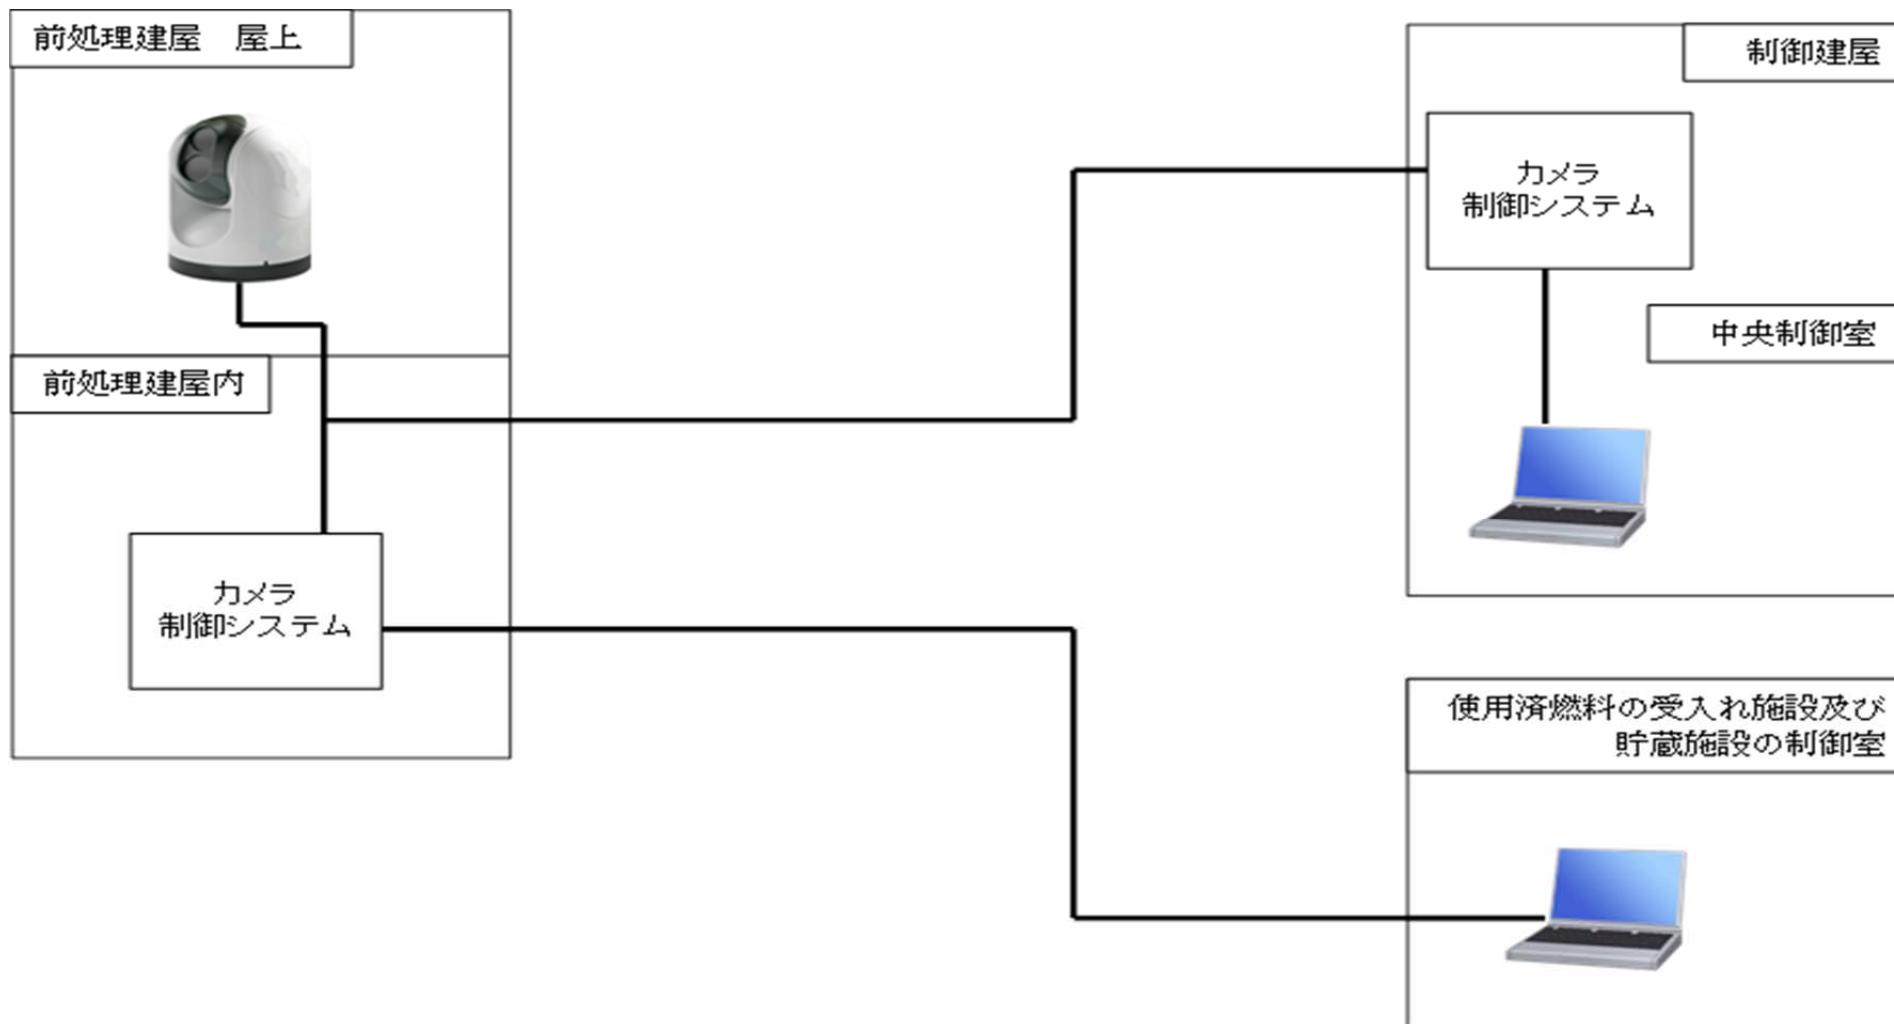 前処理建屋　屋上
制御建屋
カメラ
制御システム
中央制御室
前処理建屋内
カメラ
制御システム
使用済燃料の受入れ施設及び
貯蔵施設の制御室